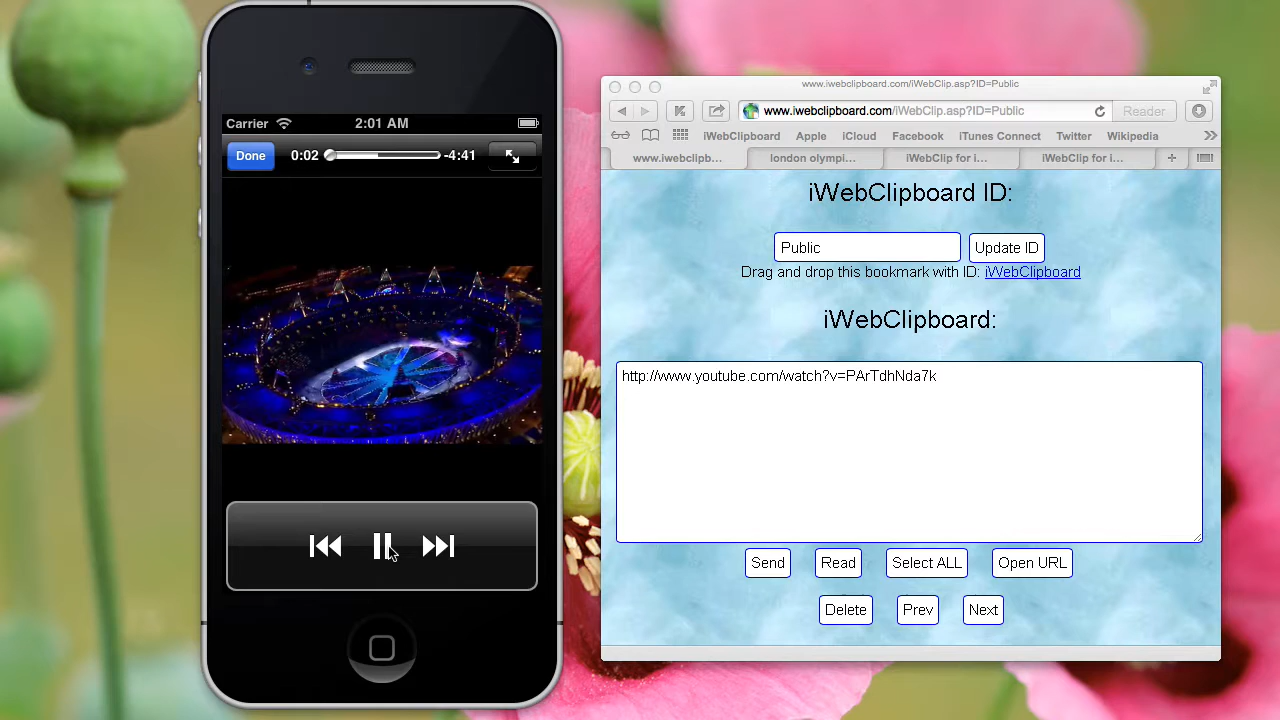 Carrier 2:01 AM
Done 0:02 -4:41
www.iwebclipboard.com/iWebClip.asp?ID=Public
www.iwebclipboard.com/iWebClip.asp?ID=Public Reader
iWebClipboard Apple iCloud Facebook iTunes Connect Twitter Wikipedia
www.iwebclipb... london olympi... iWebClip for i... iWebClip for i...
iWebClipboard ID:
Public Update ID
Drag and drop this bookmark with ID: iWebClipboard
iWebClipboard:
http://www.youtube.com/watch?v=PArTdhNda7k
Send Read Select ALL Open URL
Delete Prev Next